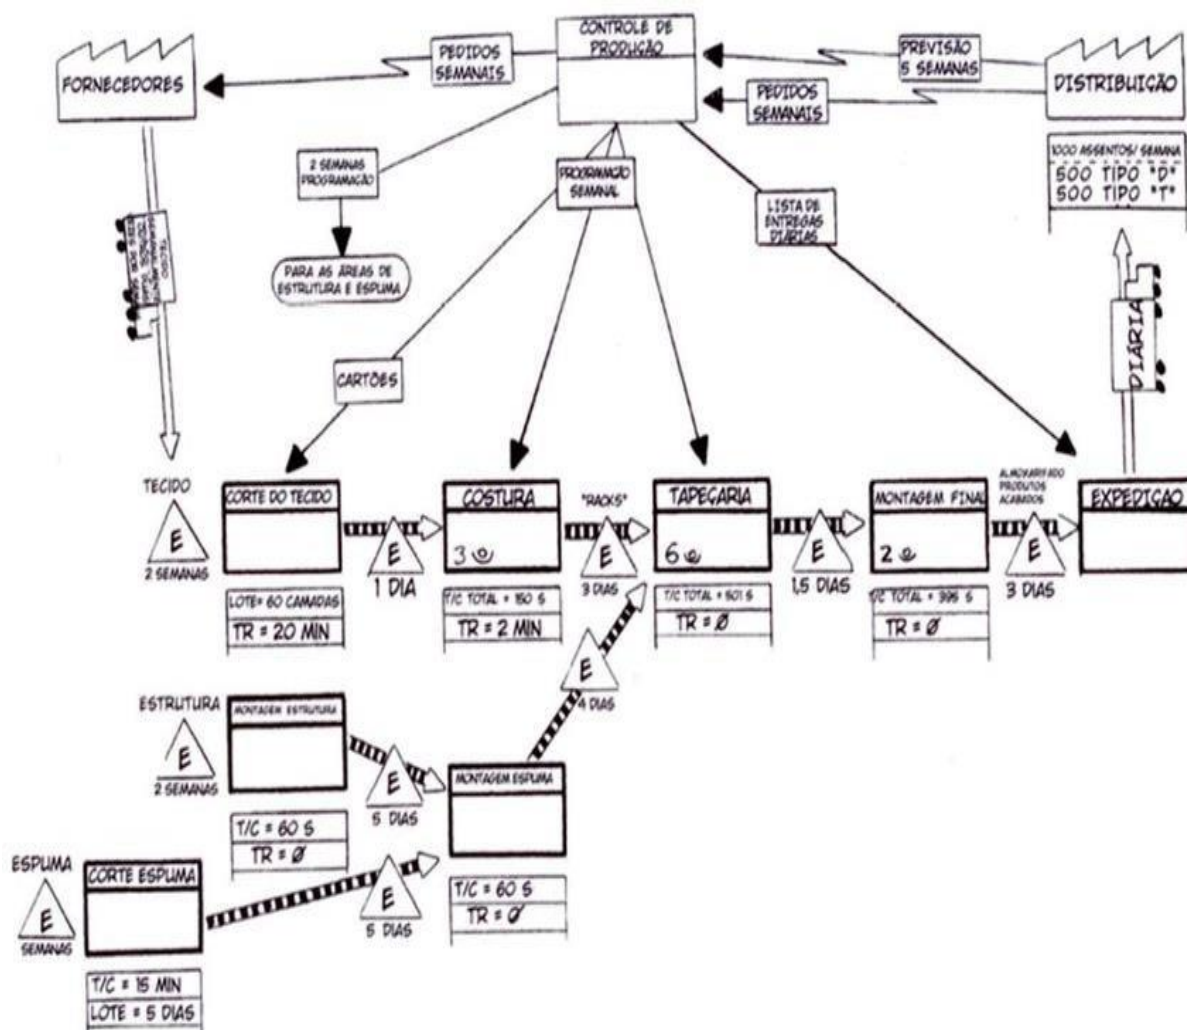 CONTROLE DE
PRODUÇÃO
FORNECEDORES
PEDIDOS
SEMANAIS
PREVISÃO
5 SEMANAS
PEDIDOS
SEMANAIS
DISTRIBUIÇÃO
1000 ASSENTOS/ SEMANA
500 TIPO "D"
500 TIPO "T"
2 SEMANAS
PROGRAMAÇÃO
PROGRAMAÇÃO
SEMANAL
LISTA DE
ENTREGAS
DIÁRIAS
PARA AS ÁREAS DE
ESTRUTURA E ESPUMA
TECIDO
DIÁRIA
CARTÕES
TECIDO
E
2 SEMANAS
CORTE DO TECIDO
LOTE= 60 CAMADAS
TR = 20 MIN
E
1 DIA
COSTURA
3
T/C TOTAL = 150 S
TR = 2 MIN
"RACKS"
E
3 DIAS
TAPEÇARIA
6
T/C TOTAL = 501 S
TR = Ø
E
1,5 DIAS
MONTAGEM FINAL
2
T/C TOTAL = 395 S
TR = Ø
ALMOXARIFADO
PRODUTOS
ACABADOS
E
3 DIAS
EXPEDIÇAO
E
4 DIAS
ESTRUTURA
E
2 SEMANAS
MONTAGEM ESTRUTURA
T/C = 60 S
TR = Ø
E
5 DIAS
MONTAGEM ESPUMA
T/C = 60 S
TR = Ø
ESPUMA
E
SEMANAS
CORTE ESPUMA
T/C = 15 MIN
LOTE = 5 DIAS
E
5 DIAS